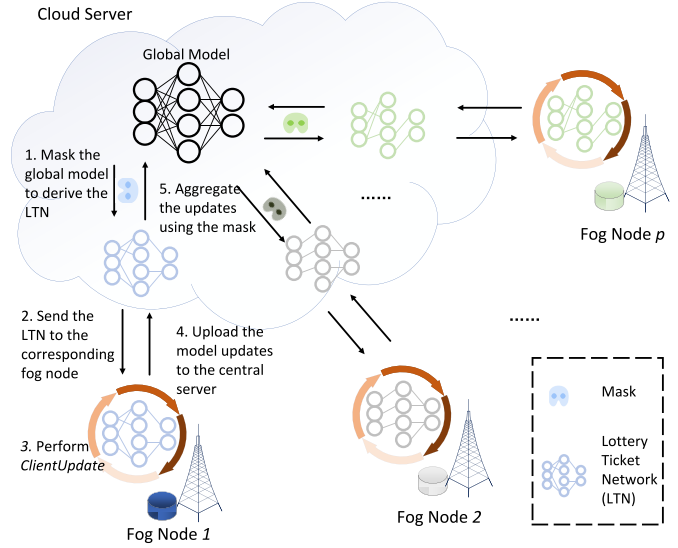 Cloud Server
Global Model
1. Mask the
global model
to derive the
LTN
5. Aggregate
the updates
using the mask
......
Fog Node p
2. Send the
LTN to the
corresponding
fog node
4. Upload the
model updates
to the central
server
......
3. Perform
ClientUpdate
Fog Node 1
Fog Node 2
Mask
Lottery
Ticket
Network
(LTN)